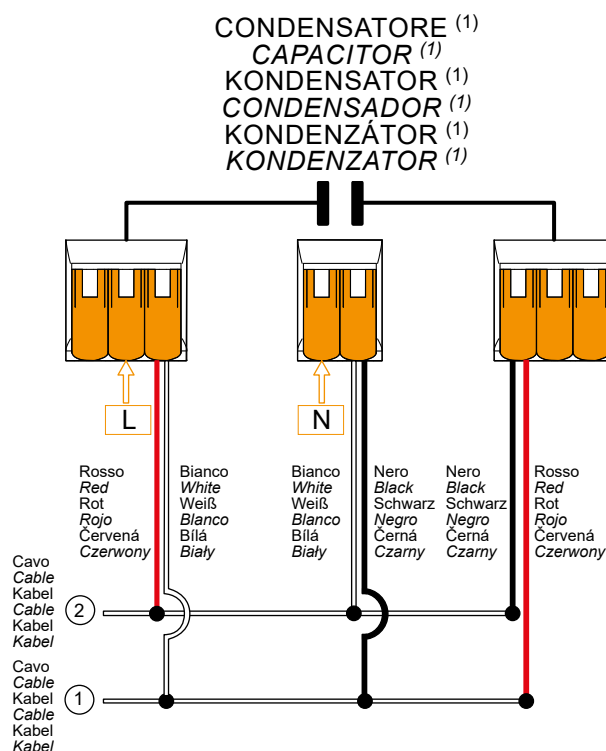 CONDENSATORE (1)
CAPACITOR (1)
KONDENSATOR (1)
CONDENSADOR (1)
KONDENZÁTOR (1)
KONDENZATOR (1)
L
N
Rosso
Red
Rot
Rojo
Červená
Czerwony
Bianco
White
Weiß
Blanco
Bílá
Biały
Bianco
White
Weiß
Blanco
Bílá
Biały
Nero
Black
Schwarz
Negro
Černá
Czarny
Nero
Black
Schwarz
Negro
Černá
Czarny
Rosso
Red
Rot
Rojo
Červená
Czerwony
Cavo
Cable
Kabel
Cable
Kabel
Kabel
2
Cavo
Cable
Kabel
Cable
Kabel
Kabel
1